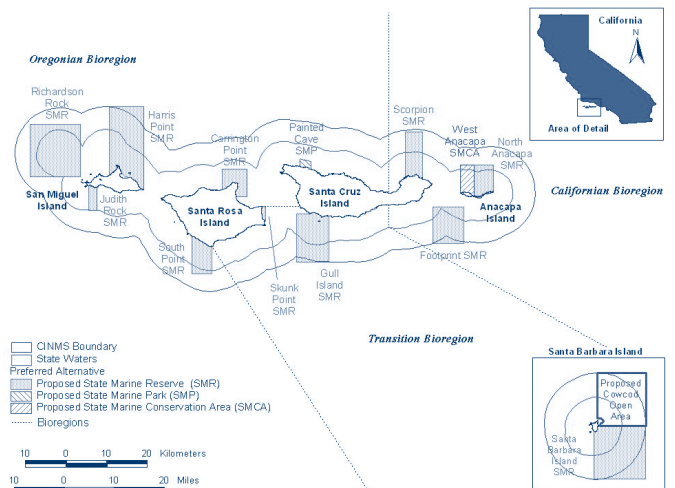 California
N
Area of Detail
Oregonian Bioregion
Richardson
Rock
SMR
Harris
Point
SMR
Carrington
Point
SMR
Painted
Cave
SMP
Scorpion
SMR
West
Anacapa
SMCA
North
Anacapa
SMR
Californian Bioregion
San Miguel
Island
Judith
Rock
SMR
Santa Rosa
Island
Santa Cruz
Island
Anacapa
Island
South
Point
SMR
Skunk
Point
SMR
Gull
Island
SMR
Footprint SMR
Transition Bioregion
CINMS Boundary
State Waters
Preferred Alternative
Proposed State Marine Reserve (SMR)
Proposed State Marine Park (SMP)
Proposed State Marine Conservation Area (SMCA)
Bioregions
10 0 10 20 Kilometers
10 0 10 20 Miles
Santa Barbara Island
Proposed
Cowcod
Open
Area
Santa
Barbara
Island
SMR